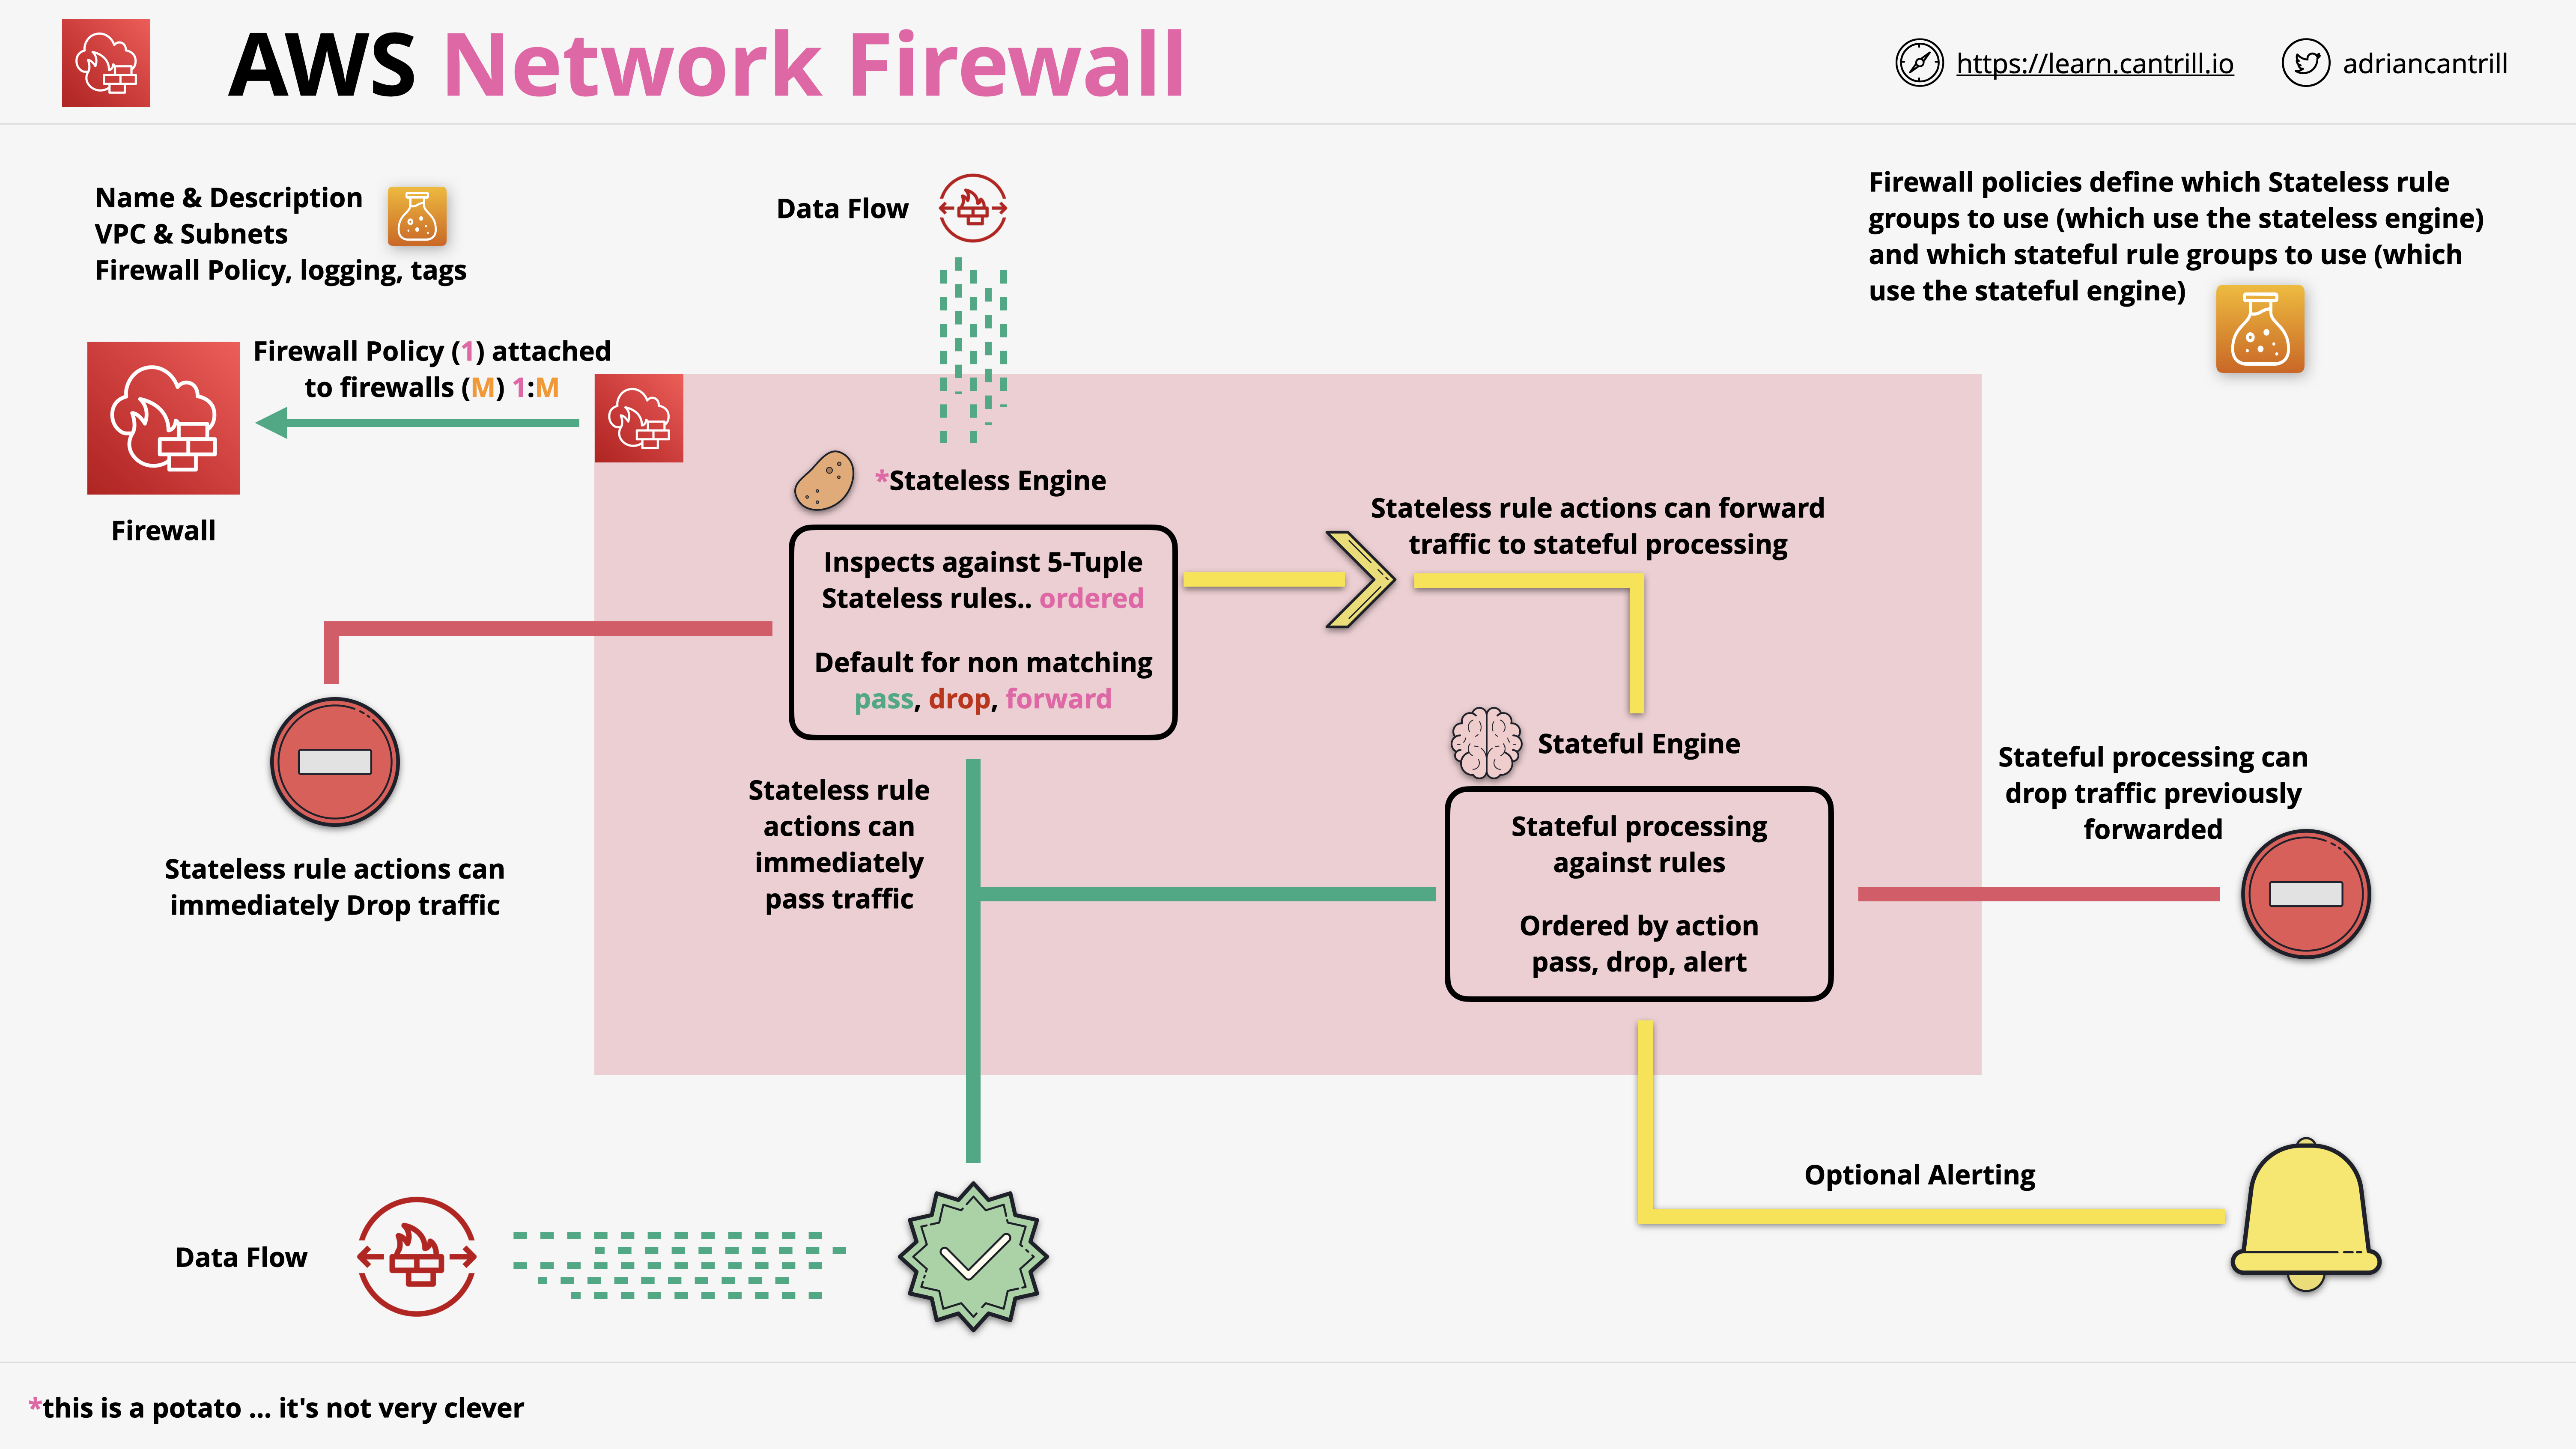 AWS Network Firewall
https://learn.cantrill.io
adriancantrill
Name & Description
VPC & Subnets
Firewall Policy, logging, tags
Data Flow
Firewall policies define which Stateless rule
groups to use (which use the stateless engine)
and which stateful rule groups to use (which
use the stateful engine)
Firewall Policy (1) attached
to firewalls (M) 1:M
Firewall
*Stateless Engine
Inspects against 5-Tuple
Stateless rules.. ordered
Default for non matching
pass, drop, forward
Stateless rule actions can forward
traffic to stateful processing
Stateless rule actions can
immediately Drop traffic
Stateless rule
actions can
immediately
pass traffic
Stateful Engine
Stateful processing
against rules
Ordered by action
pass, drop, alert
Stateful processing can
drop traffic previously
forwarded
Optional Alerting
Data Flow
*this is a potato ... it's not very clever